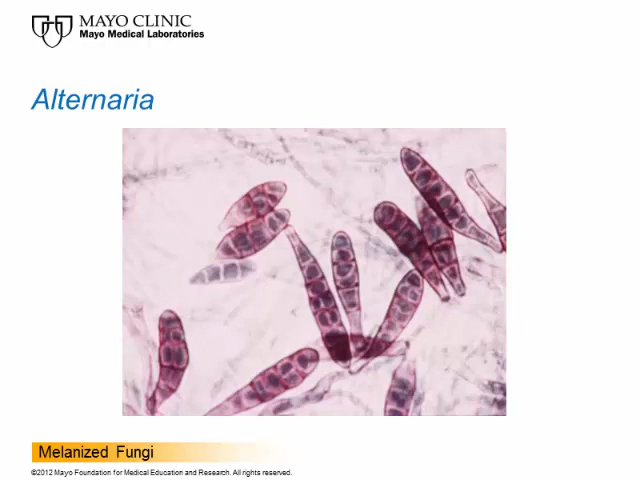 MAYO CLINIC
Mayo Medical Laboratories
Alternaria
Melanized Fungi
©2012 Mayo Foundation for Medical Education and Research. All rights reserved.